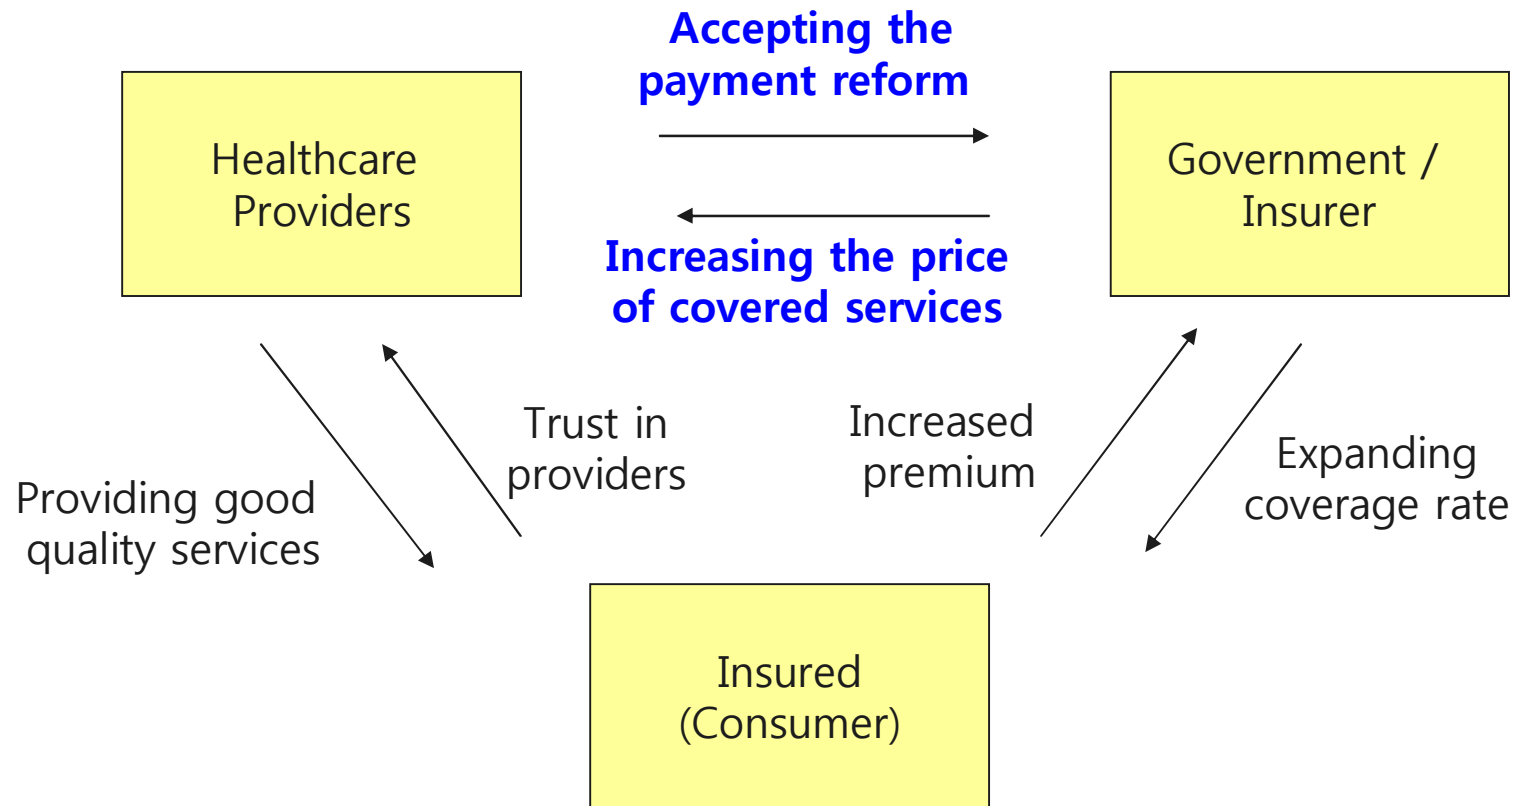 Accepting the
payment reform
Healthcare
Providers
Government /
Insurer
Increasing the price
of covered services
Trust in
providers
Increased
premium
Expanding
coverage rate
Providing good
quality services
Insured
(Consumer)